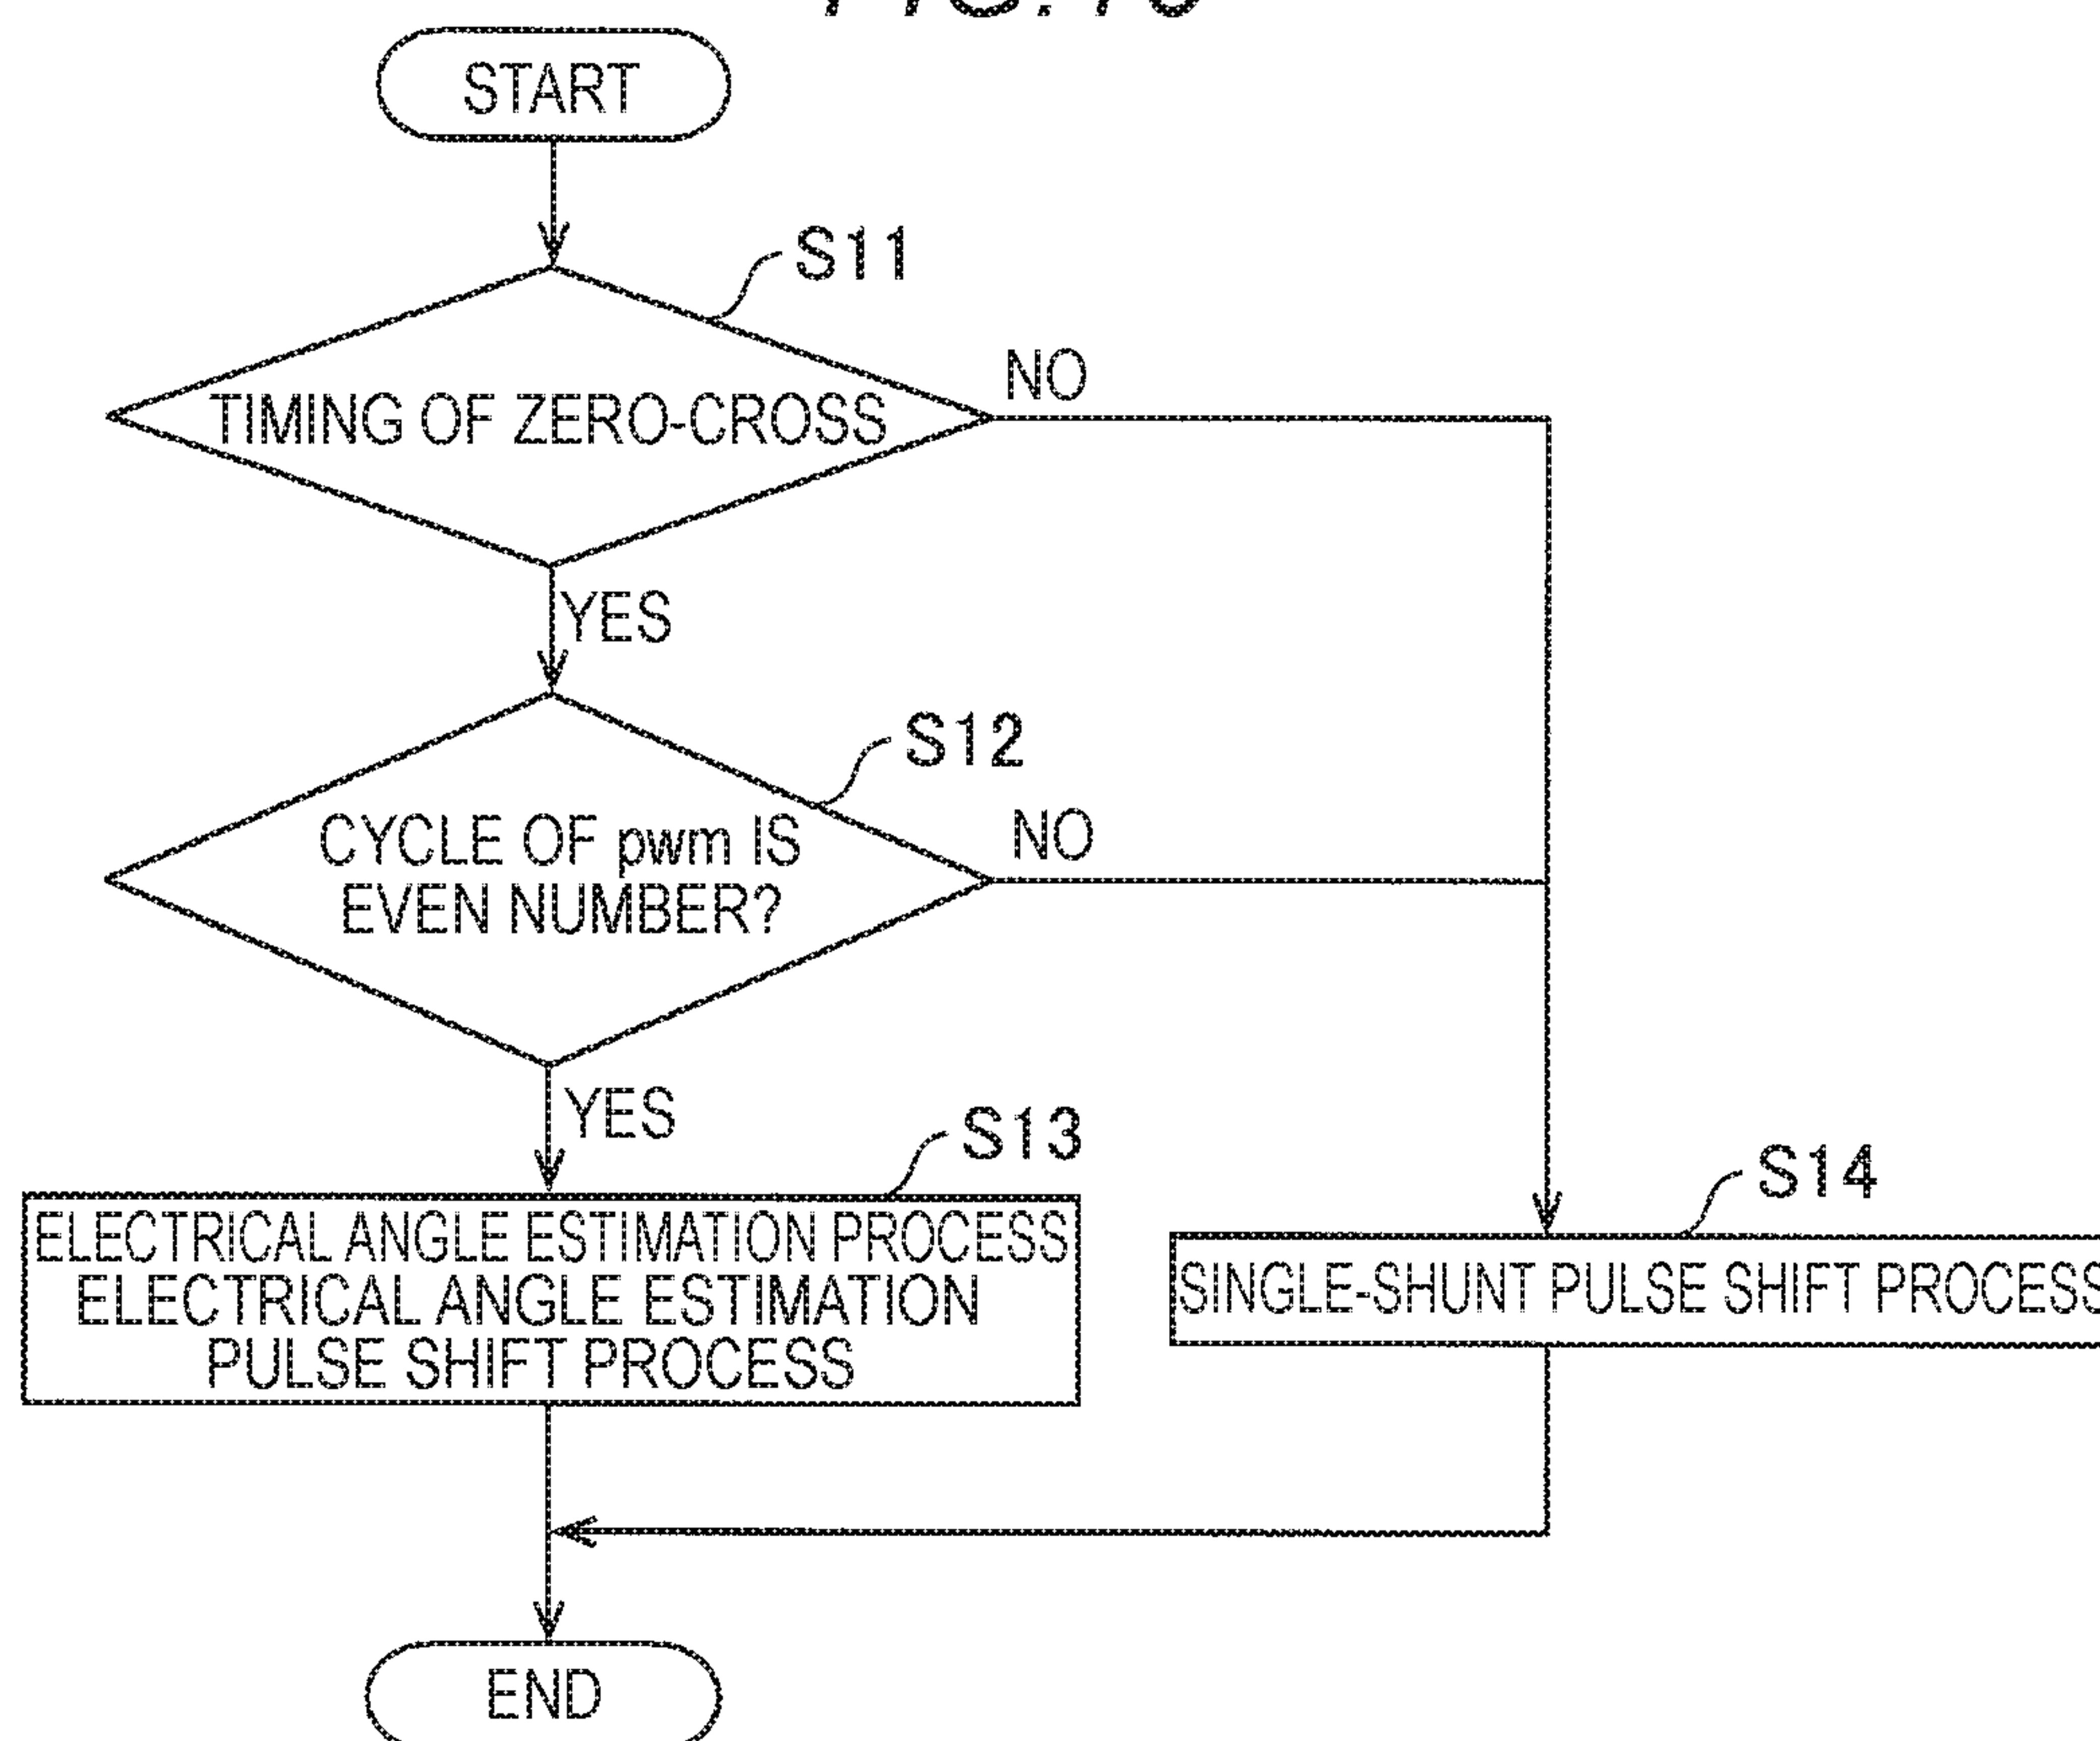 START
S11
TIMING OF ZERO-CROSS
NO
YES
S12
CYCLE OF pwm IS
EVEN NUMBER?
NO
YES
S13
ELECTRICAL ANGLE ESTIMATION PROCESS
ELECTRICAL ANGLE ESTIMATION
PULSE SHIFT PROCESS
S14
SINGLE-SHUNT PULSE SHIFT PROCESS
END